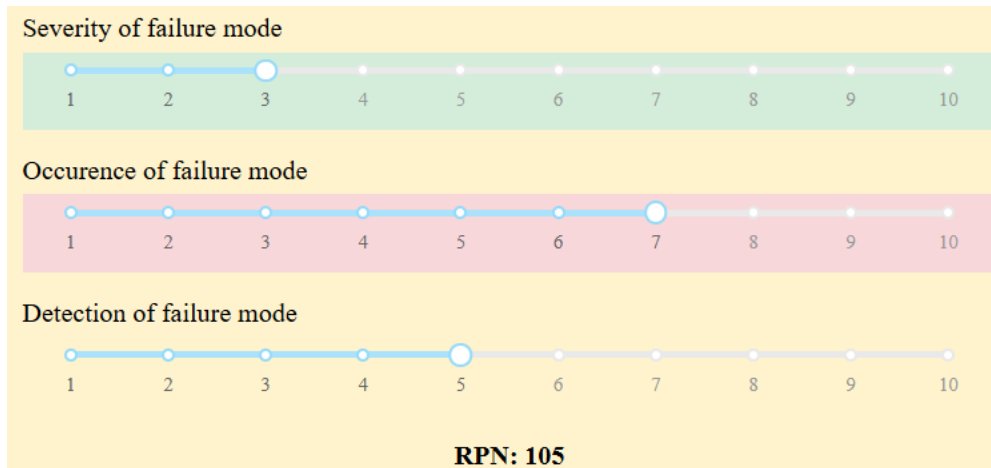 Severity of failure mode
1 2 3 4 5 6 7 8 9 10
Occurence of failure mode
1 2 3 4 5 6 7 8 9 10
Detection of failure mode
1 2 3 4 5 6 7 8 9 10
RPN: 105